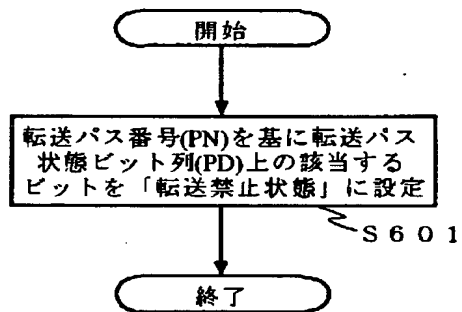 開始
転送パス番号(PN)を基に転送パス
状態ビット列(PD)上の該当する
ビットを「転送禁止状態」に設定
S601
終了